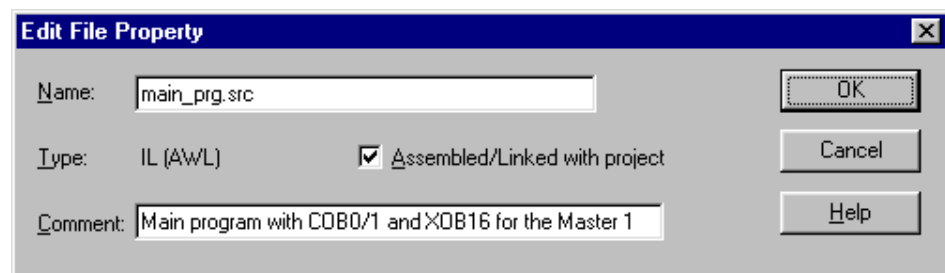 Edit File Property
Name: main_prg.src OK
Type: IL (AWL) Assembled/Linked with project Cancel
Comment: Main program with COB0/1 and XOB16 for the Master 1 Help